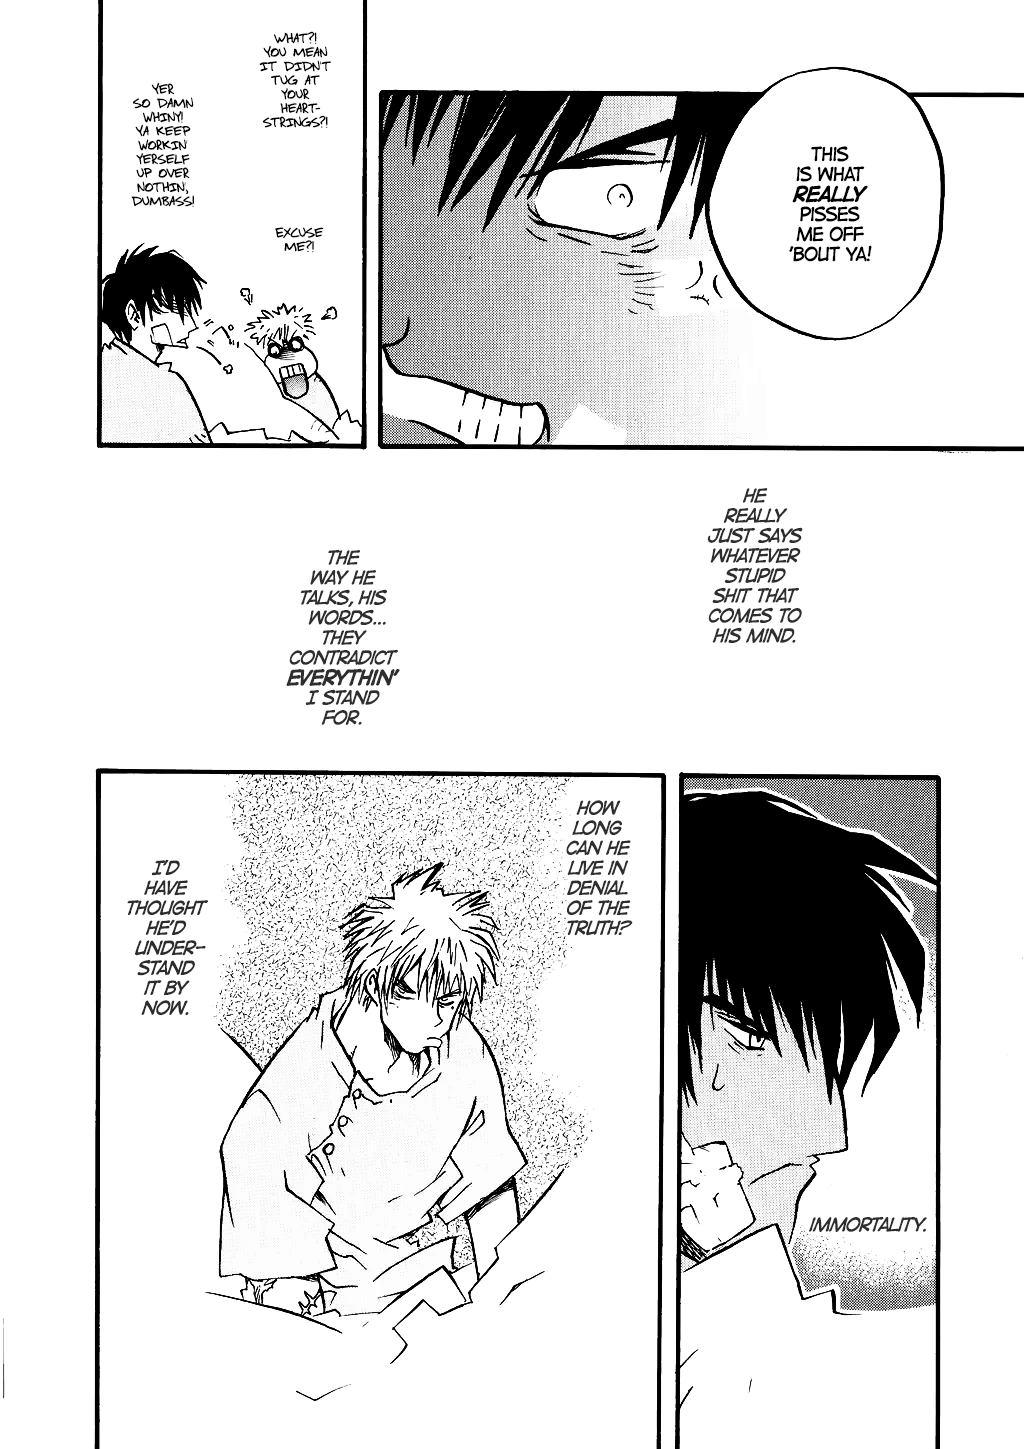 THIS
IS WHAT
REALLY
PISSES
ME OFF
'BOUT YA!
WHAT?!
YOU MEAN
IT DIDN'T
TUG AT
YOUR
HEART-
STRINGS?!
YER
SO DAMN
WHINY!
YA KEEP
WORKIN'
YERSELF
UP OVER
NOTHIN,
DUMBASS!
EXCUSE
ME?!
HE
REALLY
JUST SAYS
WHATEVER
STUPID
SHIT THAT
COMES TO
HIS MIND.
THE
WAY HE
TALKS, HIS
WORDS...
THEY
CONTRADICT
EVERYTHIN'
I STAND
FOR.
IMMORTALITY.
HOW
LONG
CAN HE
LIVE IN
DENIAL
OF THE
TRUTH?
I'D
HAVE
THOUGHT
HE'D
UNDER-
STAND
IT BY
NOW.